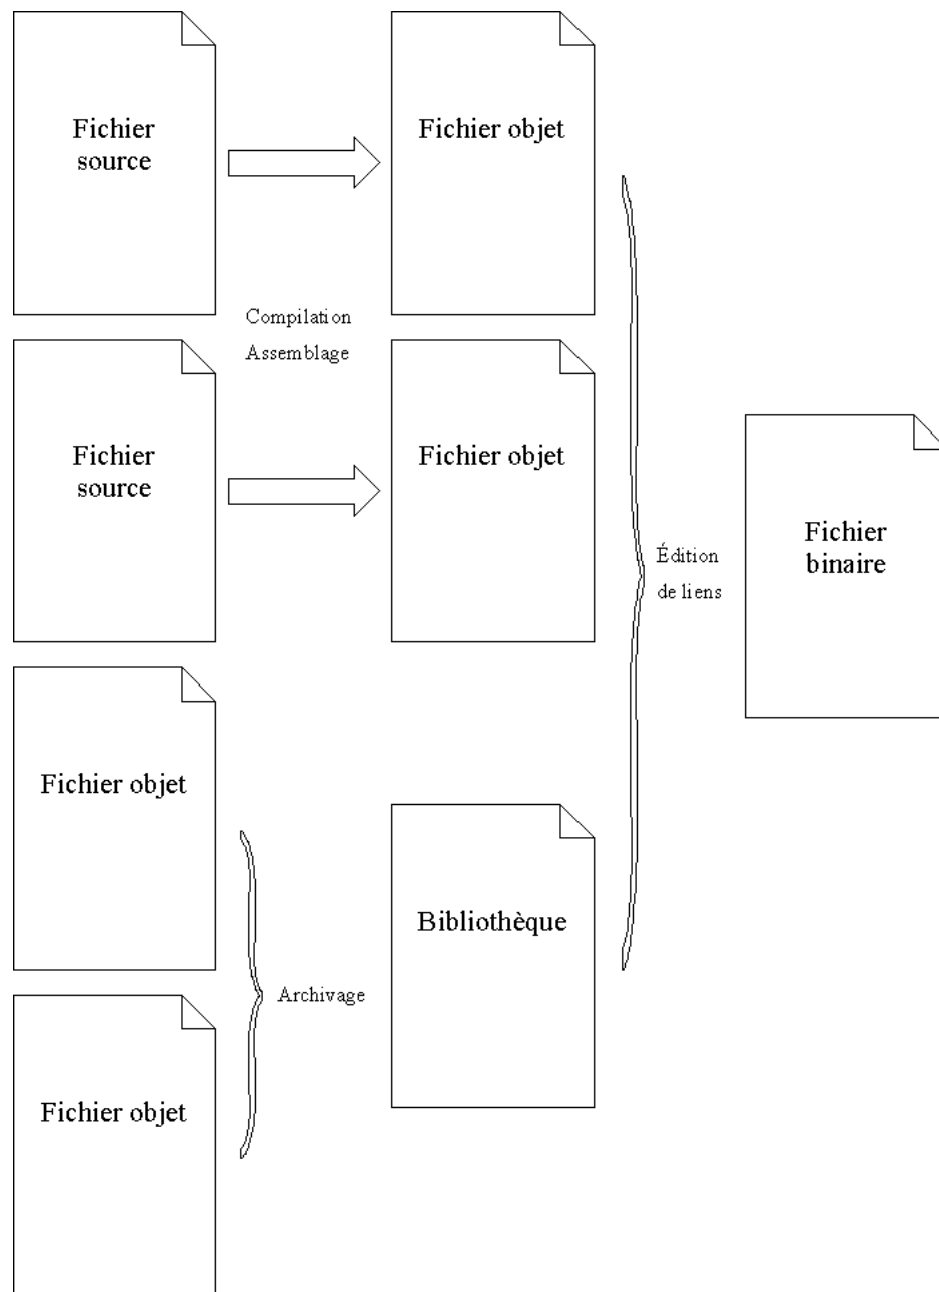 Fichier
source
Fichier objet
Compilation
Assemblage
Fichier
source
Fichier objet
Édition
de liens
Fichier
binaire
Fichier objet
Bibliothèque
Archivage
Fichier objet